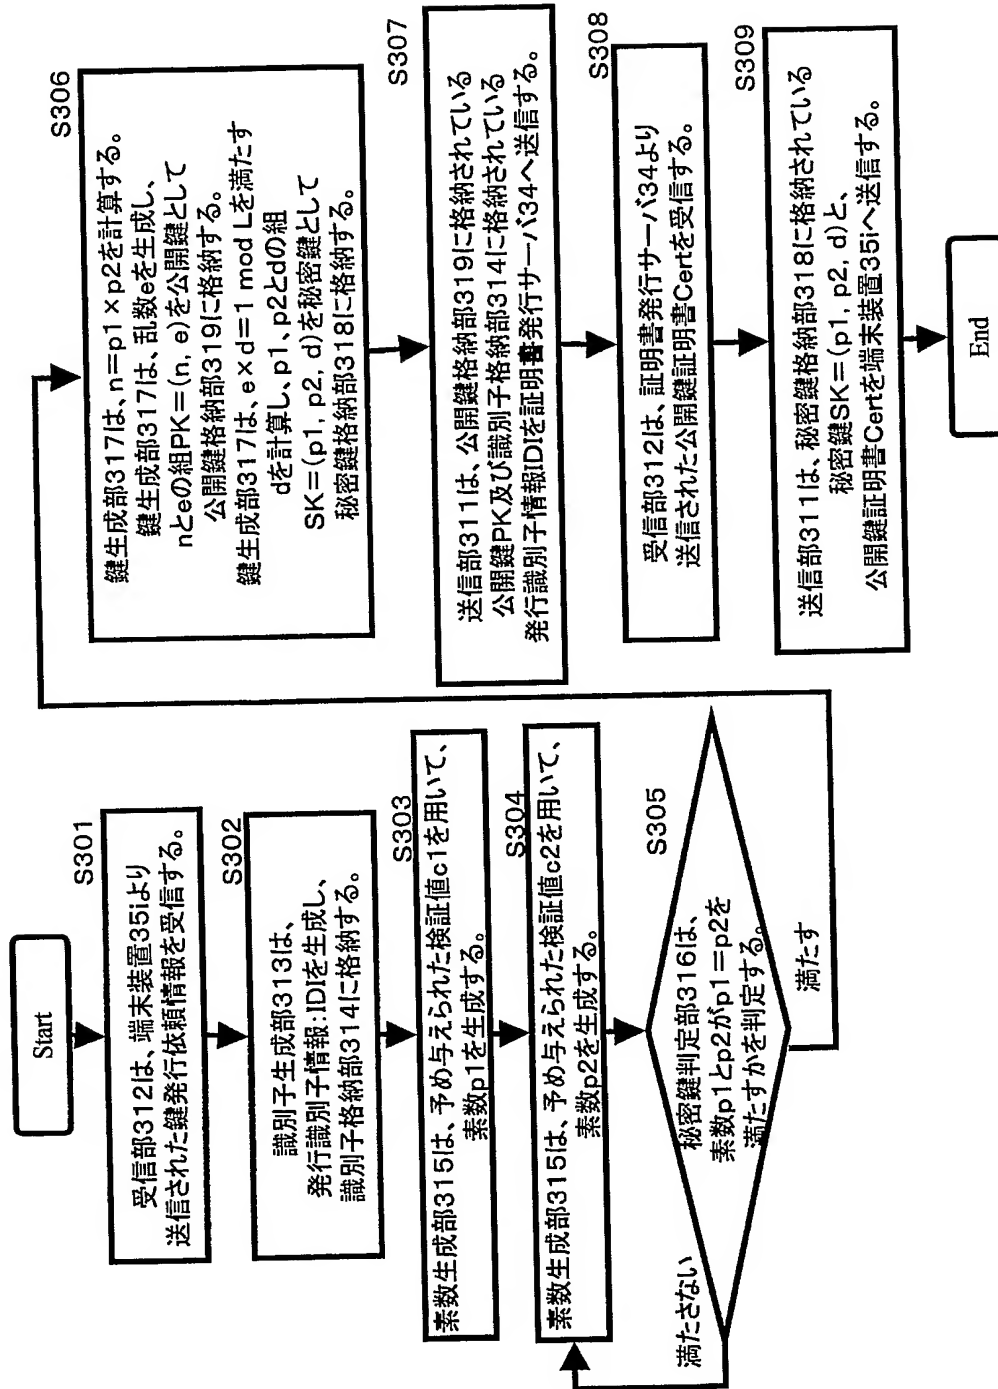 Start
S301
受信部312は、端末装置35iより
送信された鍵発行依頼情報を受信する。
S302
識別子生成部313は、
発行識別子情報:IDIを生成し、
識別子格納部314に格納する。
S303
素数生成部315は、予め与えられた検証値c1を用いて、
素数p1を生成する。
S304
素数生成部315は、予め与えられた検証値c2を用いて、
素数p2を生成する。
S305
秘密鍵判定部316は、
素数p1とp2がp1=p2を
満たすかを判定する。
満たさない
満たす
S306
鍵生成部317は、n=p1×p2を計算する。
鍵生成部317は、乱数eを生成し、
nとeの組PK=(n, e)を公開鍵として
公開鍵格納部319に格納する。
鍵生成部317は、e×d=1 mod Lを満たす
dを計算し、p1、p2とdの組
SK=(p1, p2, d)を秘密鍵として
秘密鍵格納部318に格納する。
S307
送信部311は、公開鍵格納部319に格納されている
公開鍵PK及び識別子格納部314に格納されている
発行識別子情報IDIを証明書発行サーバ34へ送信する。
S308
受信部312は、証明書発行サーバ34より
送信された公開鍵証明書Certを受信する。
S309
送信部311は、秘密鍵格納部318に格納されている
秘密鍵SK=(p1, p2, d)と、
公開鍵証明書Certを端末装置35iへ送信する。
End